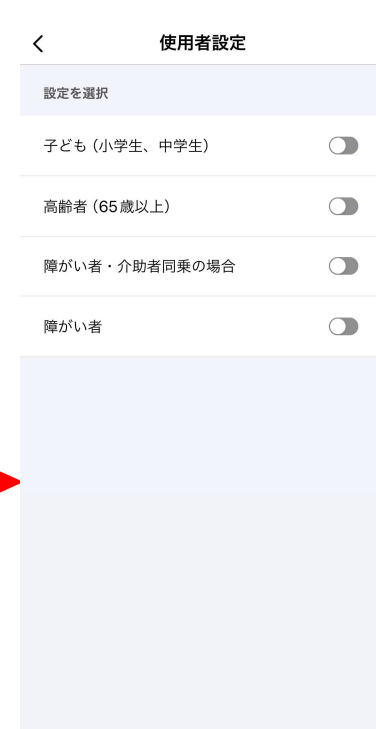 使用者設定
設定を選択
子ども（小学生、中学生）
高齢者（65歳以上）
障がい者・介助者同乗の場合
障がい者